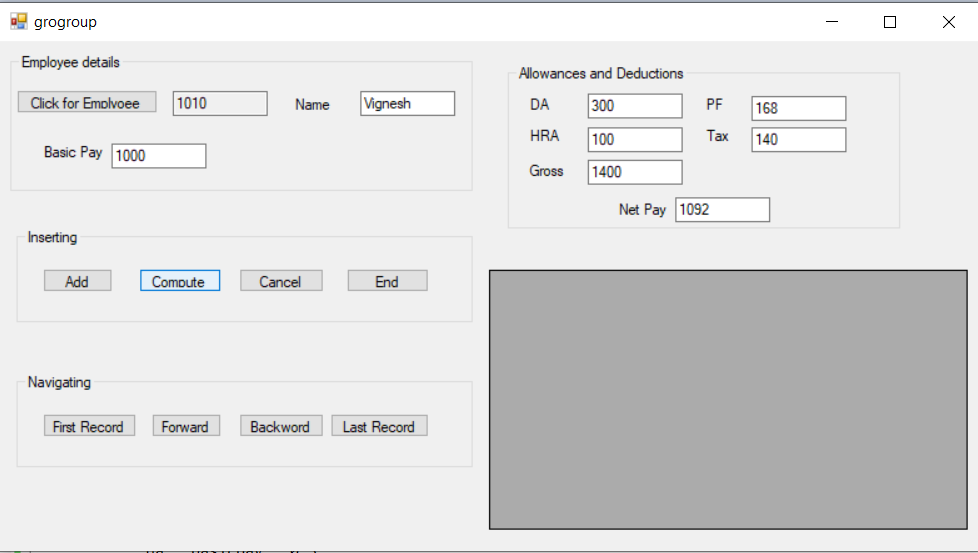 grogroup
Employee details
Click for Emplyoee 1010 Name Vignesh
Basic Pay 1000
Allowances and Deductions
DA 300 PF 168
HRA 100 Tax 140
Gross 1400
Net Pay 1092
Inserting
Add Compute Cancel End
Navigating
First Record Forward Backword Last Record